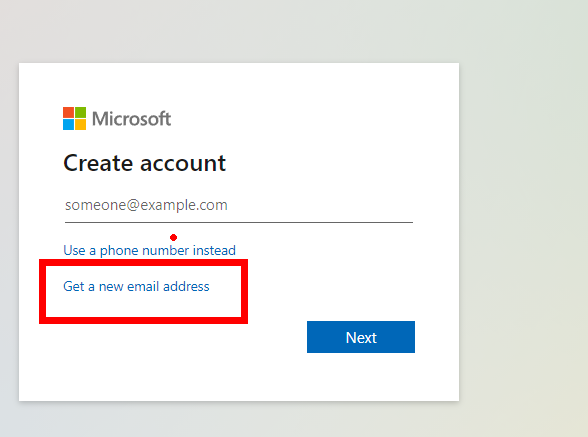 Microsoft
Create account
someone@example.com
Use a phone number instead
Get a new email address
Next